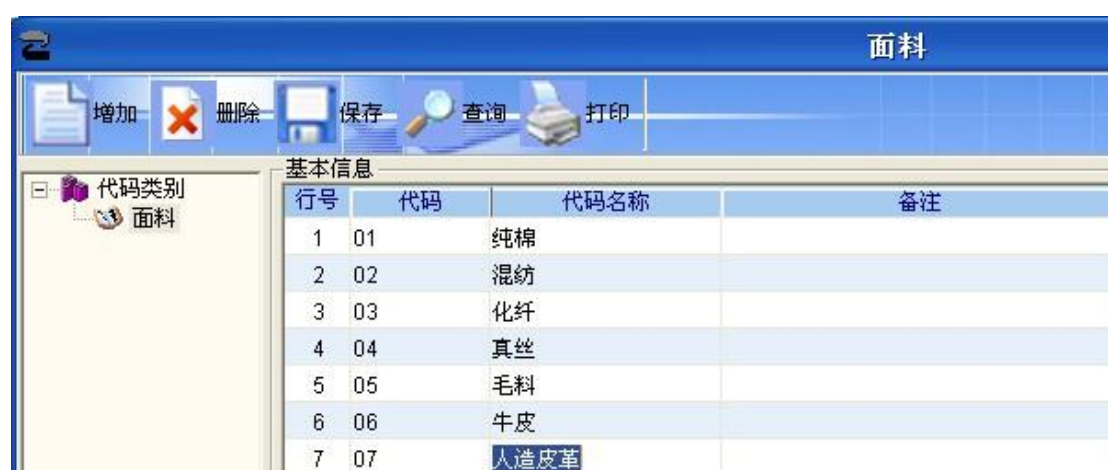 面料
增加 删除 保存 查询 打印
代码类别
面料
基本信息
行号 代码 代码名称 备注
1 01 纯棉
2 02 混纺
3 03 化纤
4 04 真丝
5 05 毛料
6 06 牛皮
7 07 人造皮革